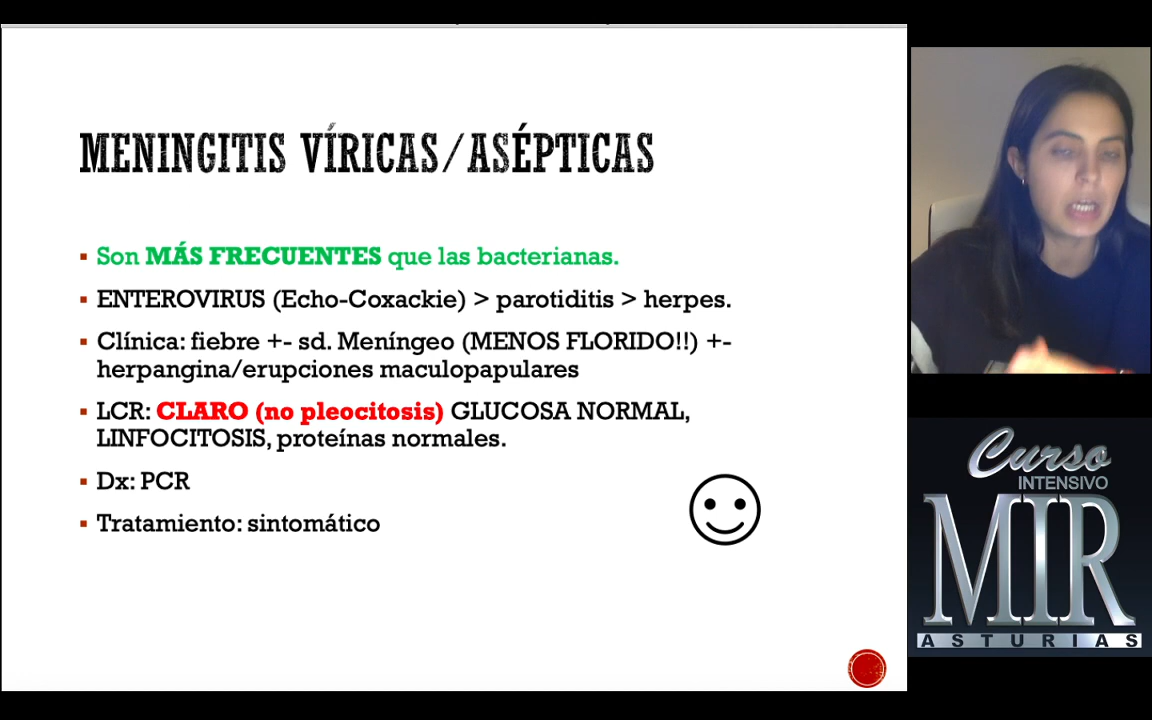 MENINGITIS VÍRICAS/ASÉPTICAS
Son MÁS FRECUENTES que las bacterianas.
ENTEROVIRUS (Echo-Coxackie) > parotiditis > herpes.
Clínica: fiebre +- sd. Meníngeo (MENOS FLORIDO!!) +-
herpangina/erupciones maculopapulares
LCR: CLARO (no pleocitosis) GLUCOSA NORMAL,
LINFOCITOSIS, proteínas normales.
Dx: PCR
Tratamiento: sintomático
Curso
INTENSIVO
MIR
ASTURIAS